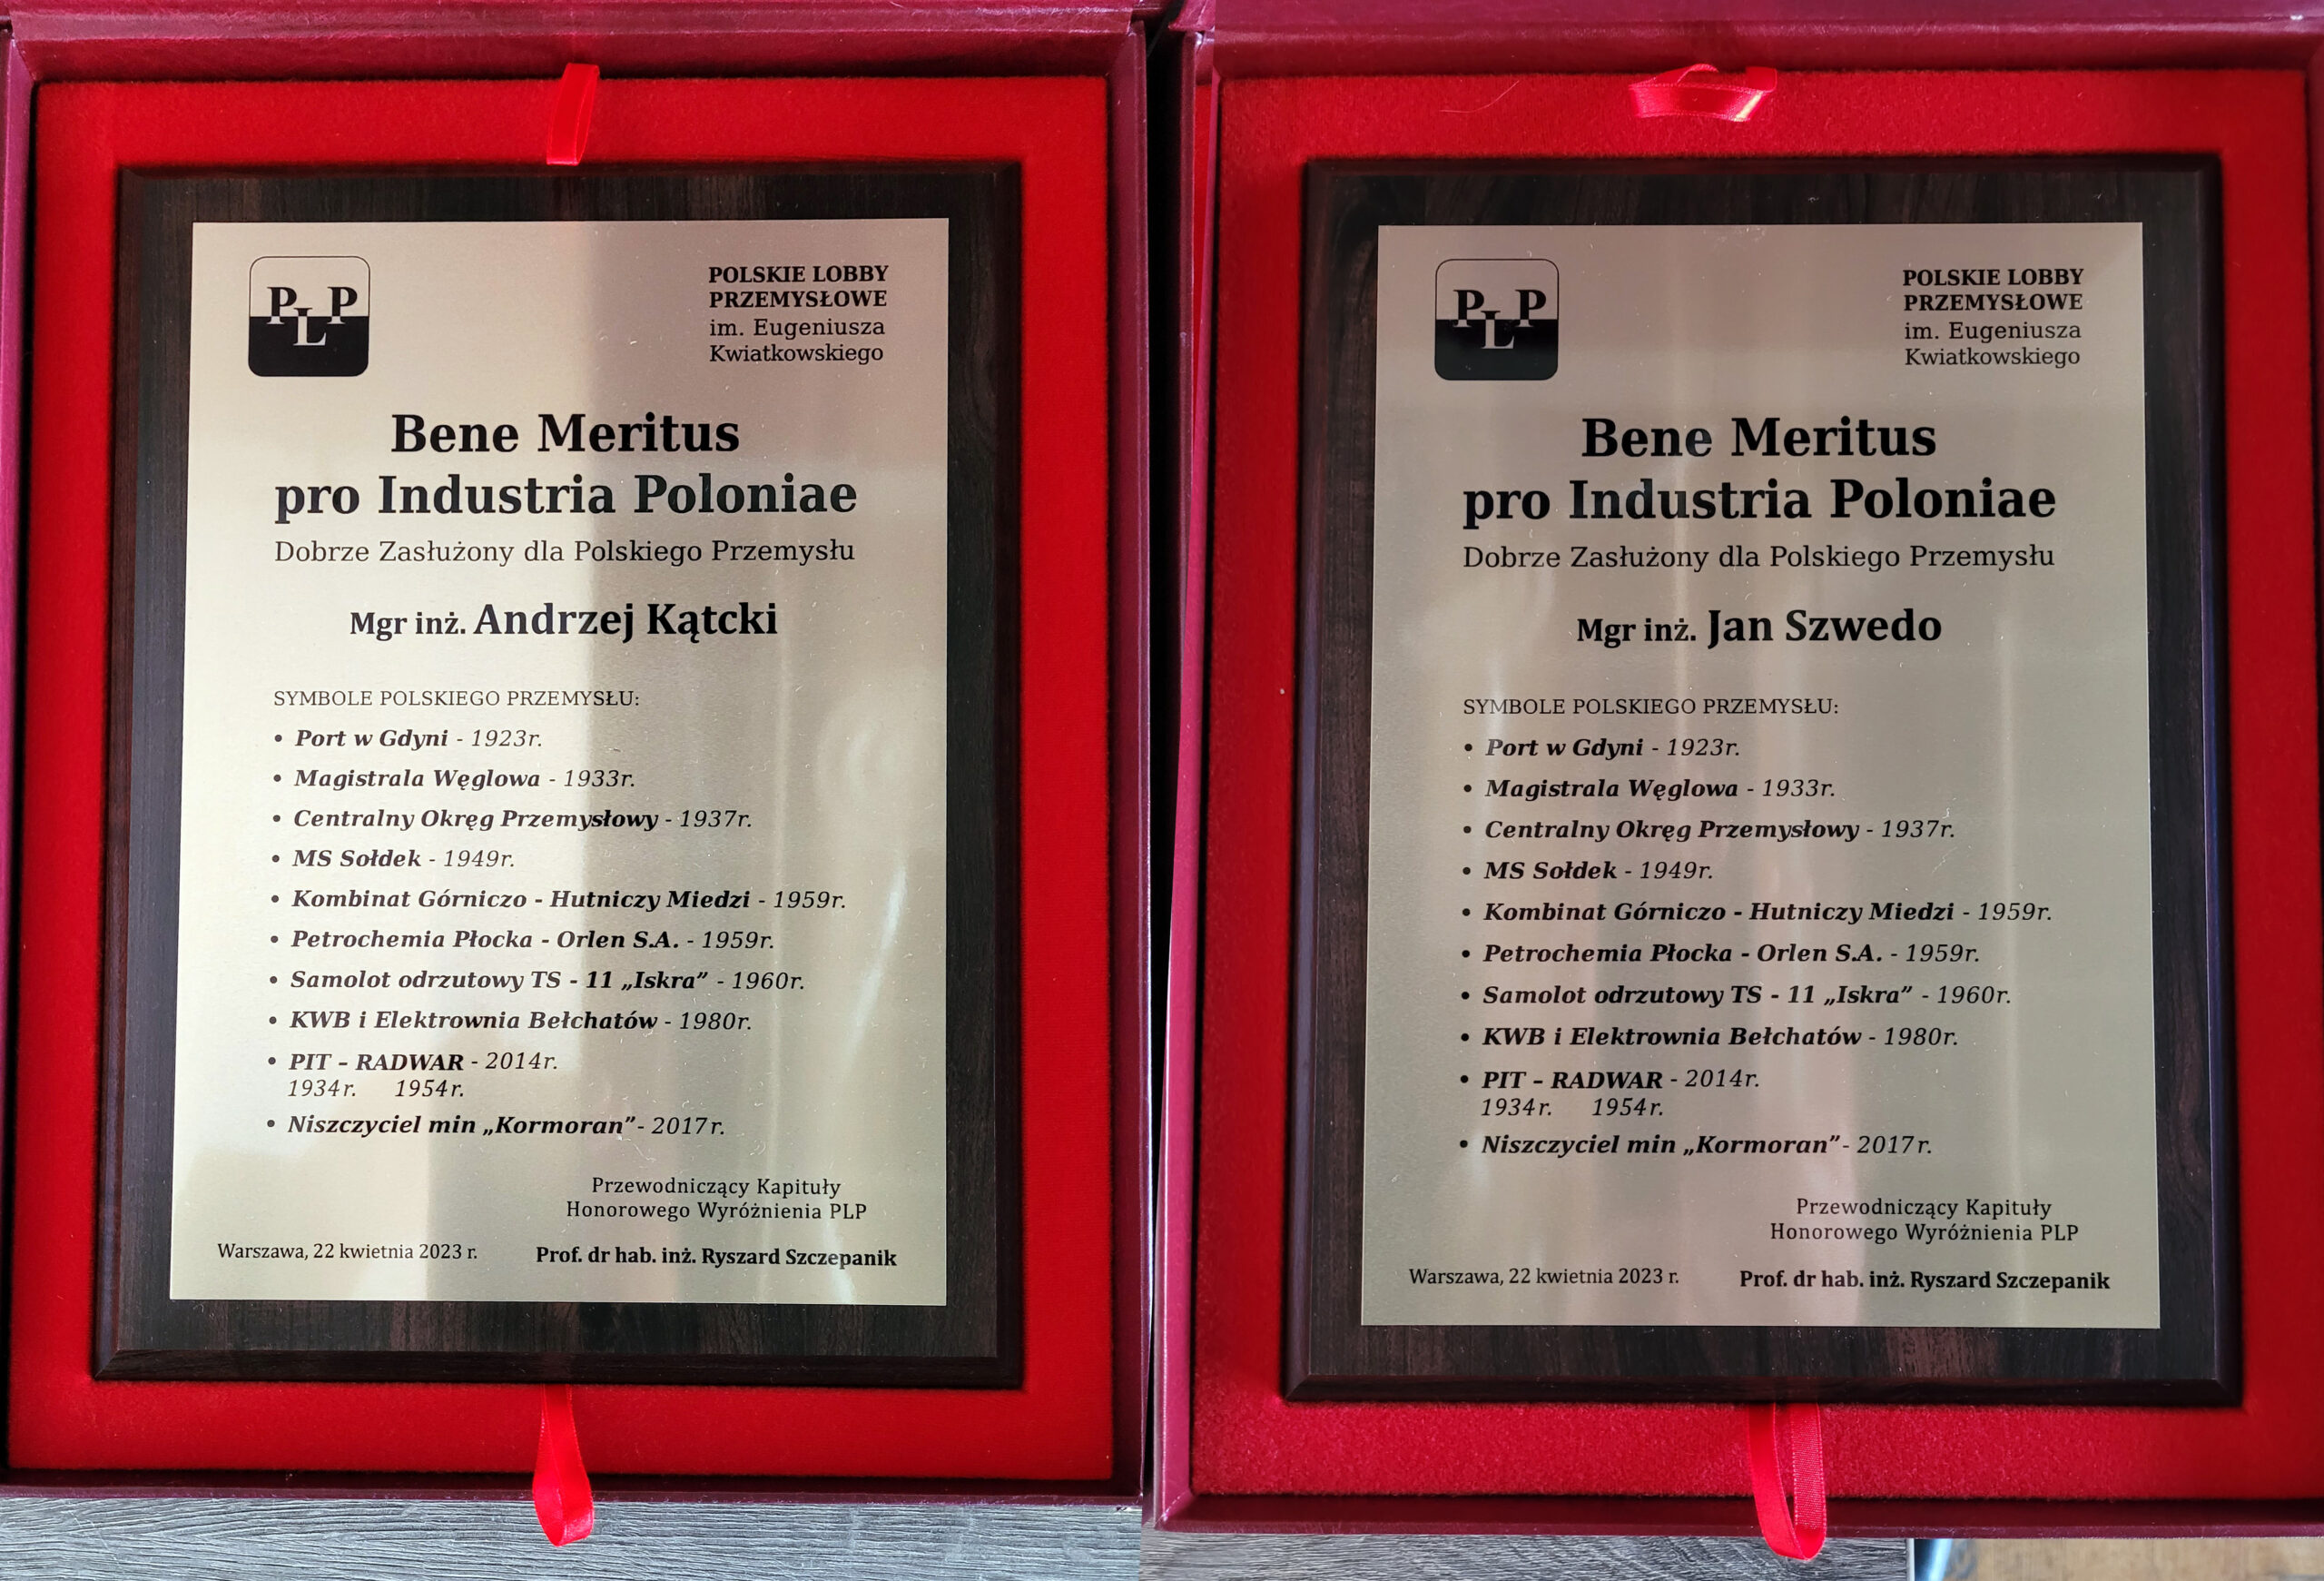 PLP
POLSKIE LOBBY
PRZEMYSŁOWE
im. Eugeniusza
Kwiatkowskiego
Bene Meritus
pro Industria Poloniae
Dobrze Zasłużony dla Polskiego Przemysłu
Mgr inż. Andrzej Kątcki
SYMBOLE POLSKIEGO PRZEMYSŁU:
• Port w Gdyni - 1923r.
• Magistrala Węglowa - 1933r.
• Centralny Okręg Przemysłowy - 1937r.
• MS Sołdek - 1949r.
• Kombinat Górniczo - Hutniczy Miedzi - 1959r.
• Petrochemia Płocka - Orlen S.A. - 1959r.
• Samolot odrzutowy TS - 11 „Iskra” - 1960r.
• KWB i Elektrownia Bełchatów - 1980r.
• PIT – RADWAR - 2014r.
1934r. 1954r.
• Niszczyciel min „Kormoran”- 2017r.
Przewodniczący Kapituły
Honorowego Wyróżnienia PLP
Warszawa, 22 kwietnia 2023 r.
Prof. dr hab. inż. Ryszard Szczepanik
PLP
POLSKIE LOBBY
PRZEMYSŁOWE
im. Eugeniusza
Kwiatkowskiego
Bene Meritus
pro Industria Poloniae
Dobrze Zasłużony dla Polskiego Przemysłu
Mgr inż. Jan Szwedo
SYMBOLE POLSKIEGO PRZEMYSŁU:
• Port w Gdyni - 1923r.
• Magistrala Węglowa - 1933r.
• Centralny Okręg Przemysłowy - 1937r.
• MS Sołdek - 1949r.
• Kombinat Górniczo - Hutniczy Miedzi - 1959r.
• Petrochemia Płocka - Orlen S.A. - 1959r.
• Samolot odrzutowy TS - 11 „Iskra” - 1960r.
• KWB i Elektrownia Bełchatów - 1980r.
• PIT – RADWAR - 2014r.
1934r. 1954r.
• Niszczyciel min „Kormoran”- 2017r.
Przewodniczący Kapituły
Honorowego Wyróżnienia PLP
Warszawa, 22 kwietnia 2023 r.
Prof. dr hab. inż. Ryszard Szczepanik